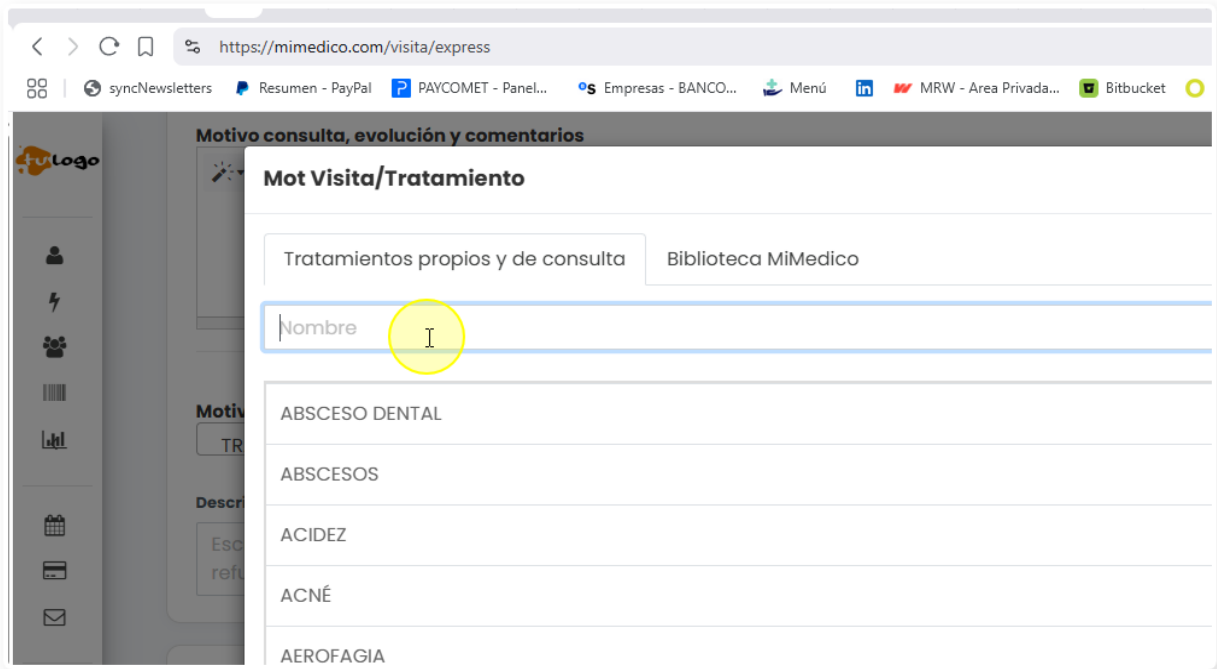 https://mimedico.com/visita/express
syncNewsletters Resumen - PayPal PAYCOMET - Panel... Empresas - BANCO... Menú MRW - Area Privada... Bitbucket
tulogo
Motivo consulta, evolución y comentarios
Mot Visita/Tratamiento
Tratamientos propios y de consulta Biblioteca MiMedico
Nombre
ABSCESO DENTAL
Motiv
TR
ABSCESOS
Descri
ACIDEZ
Esc
refu
ACNÉ
AEROFAGIA